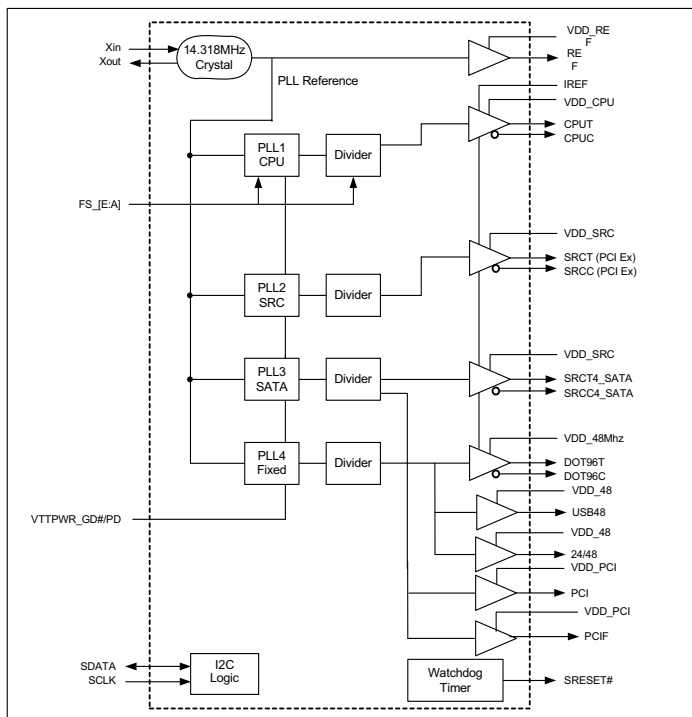 Xin
Xout
14.318MHz
Crystal
PLL Reference
VDD_RE
F
RE
F
IREF
VDD_CPU
CPUT
CPUC
PLL1
CPU
Divider
FS_[E:A]
VDD_SRC
SRCT (PCI Ex)
SRCC (PCI Ex)
PLL2
SRC
Divider
VDD_SRC
SRCT4_SATA
SRCC4_SATA
PLL3
SATA
Divider
VDD_48Mhz
DOT96T
DOT96C
PLL4
Fixed
Divider
VDD_48
USB48
VTTPWR_GD#/PD
VDD_48
24/48
VDD_PCI
PCI
VDD_PCI
PCIF
SDATA
SCLK
I2C
Logic
Watchdog
Timer
SRESET#